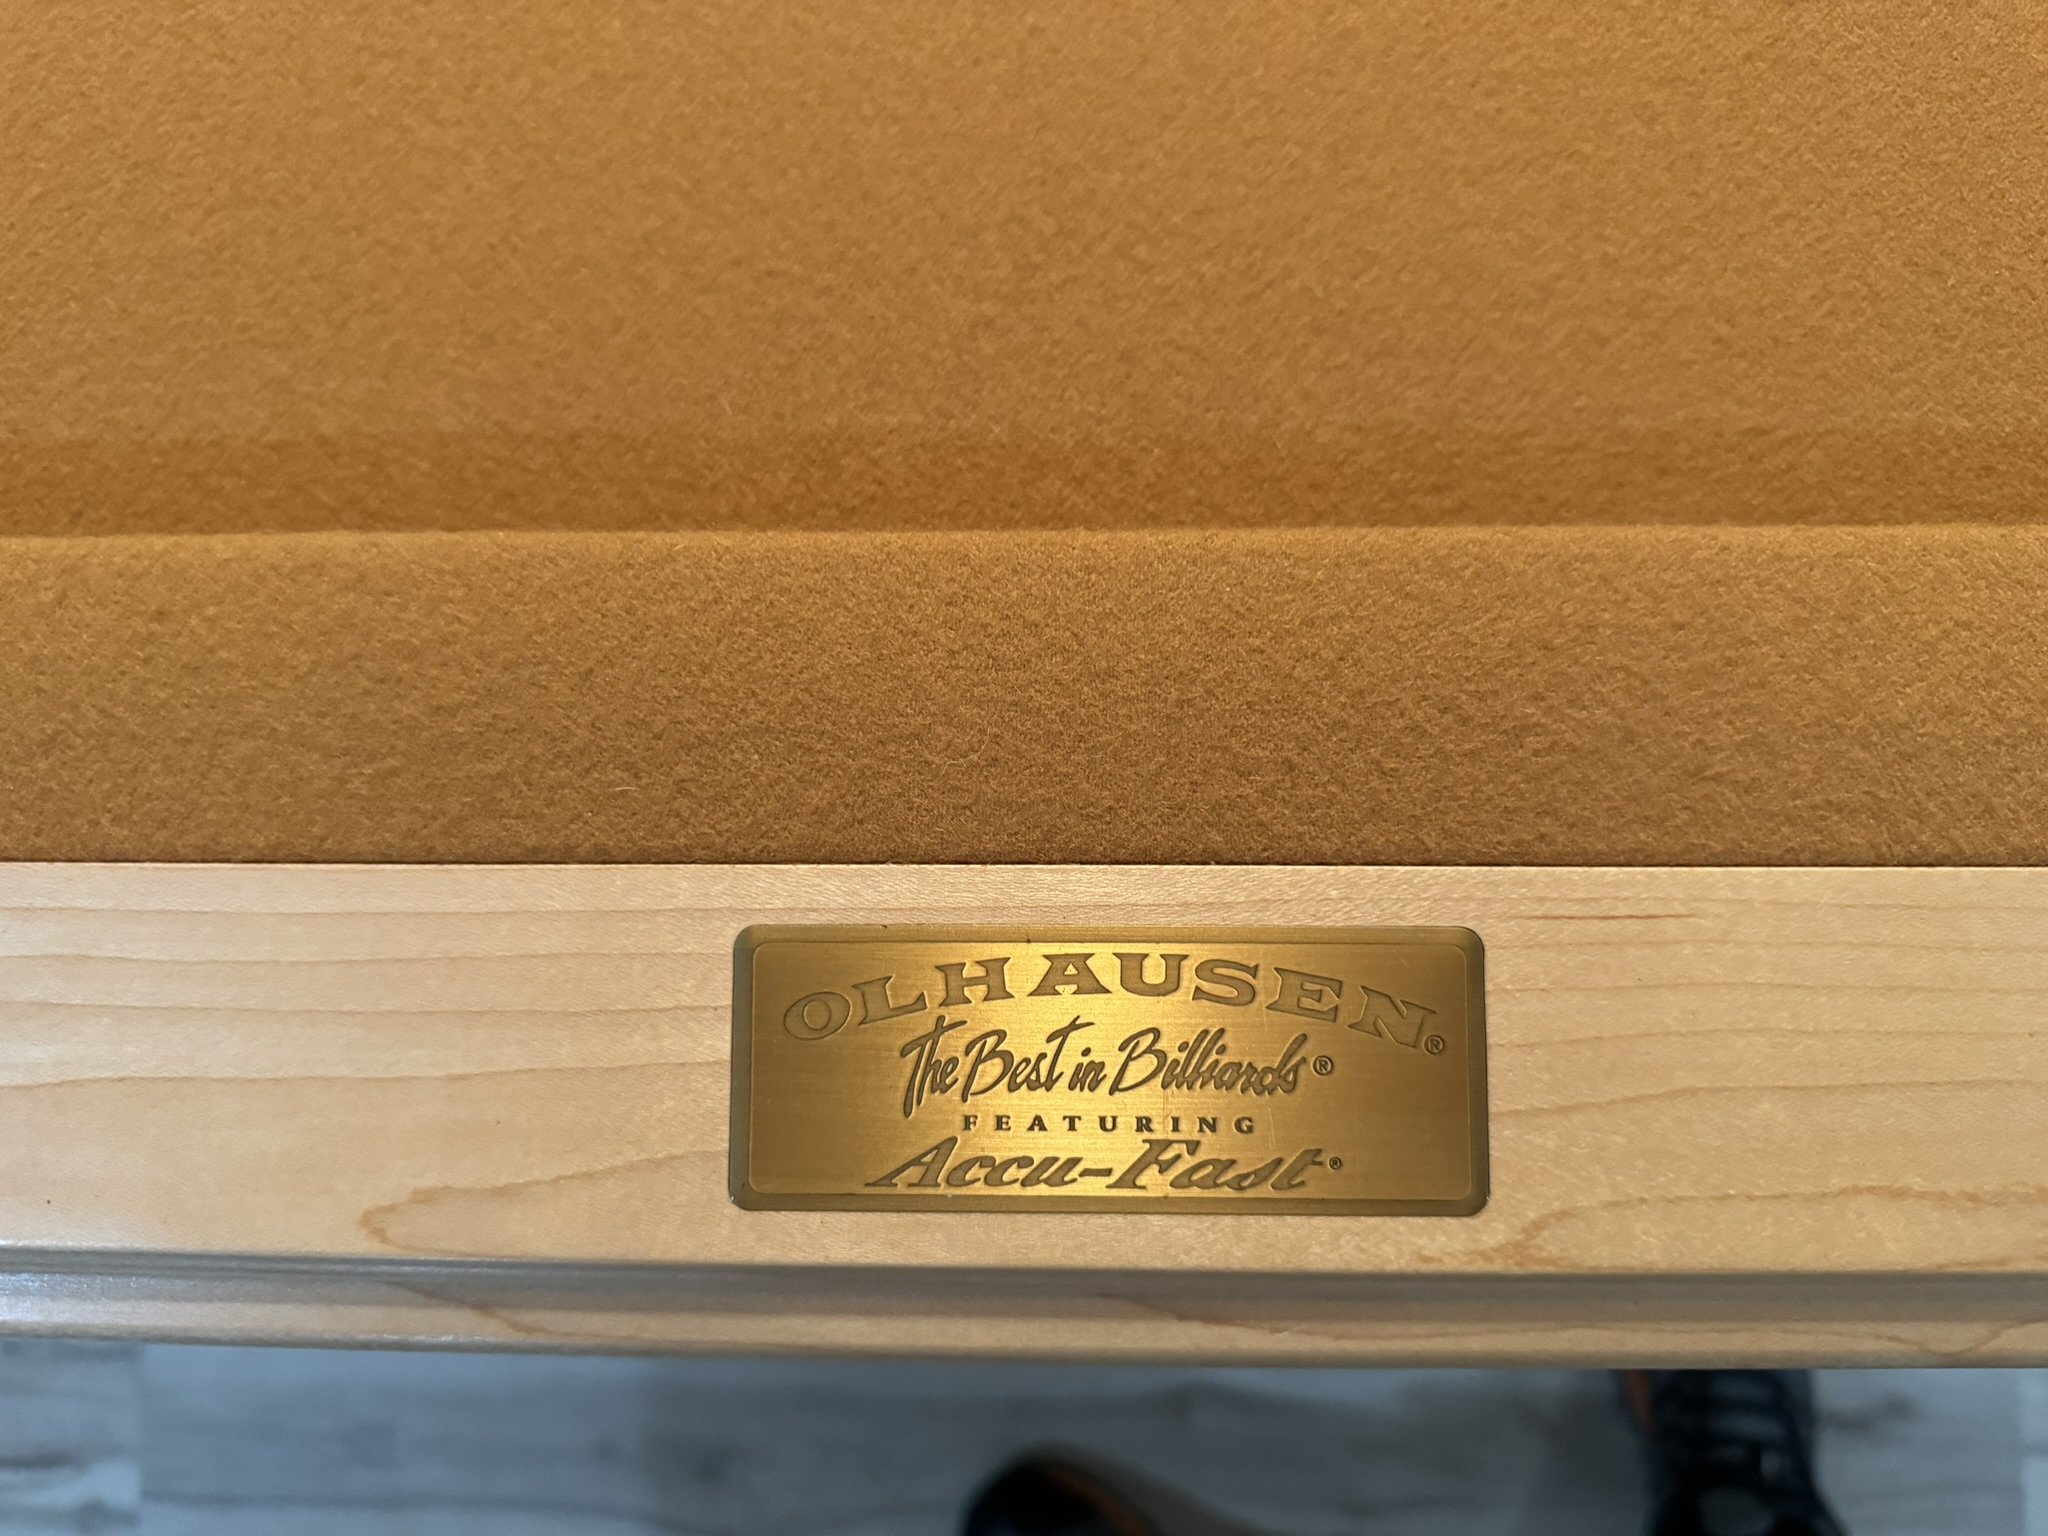 OLHAUSEN®
The Best in Billiards®
FEATURING
Accu-Fast®